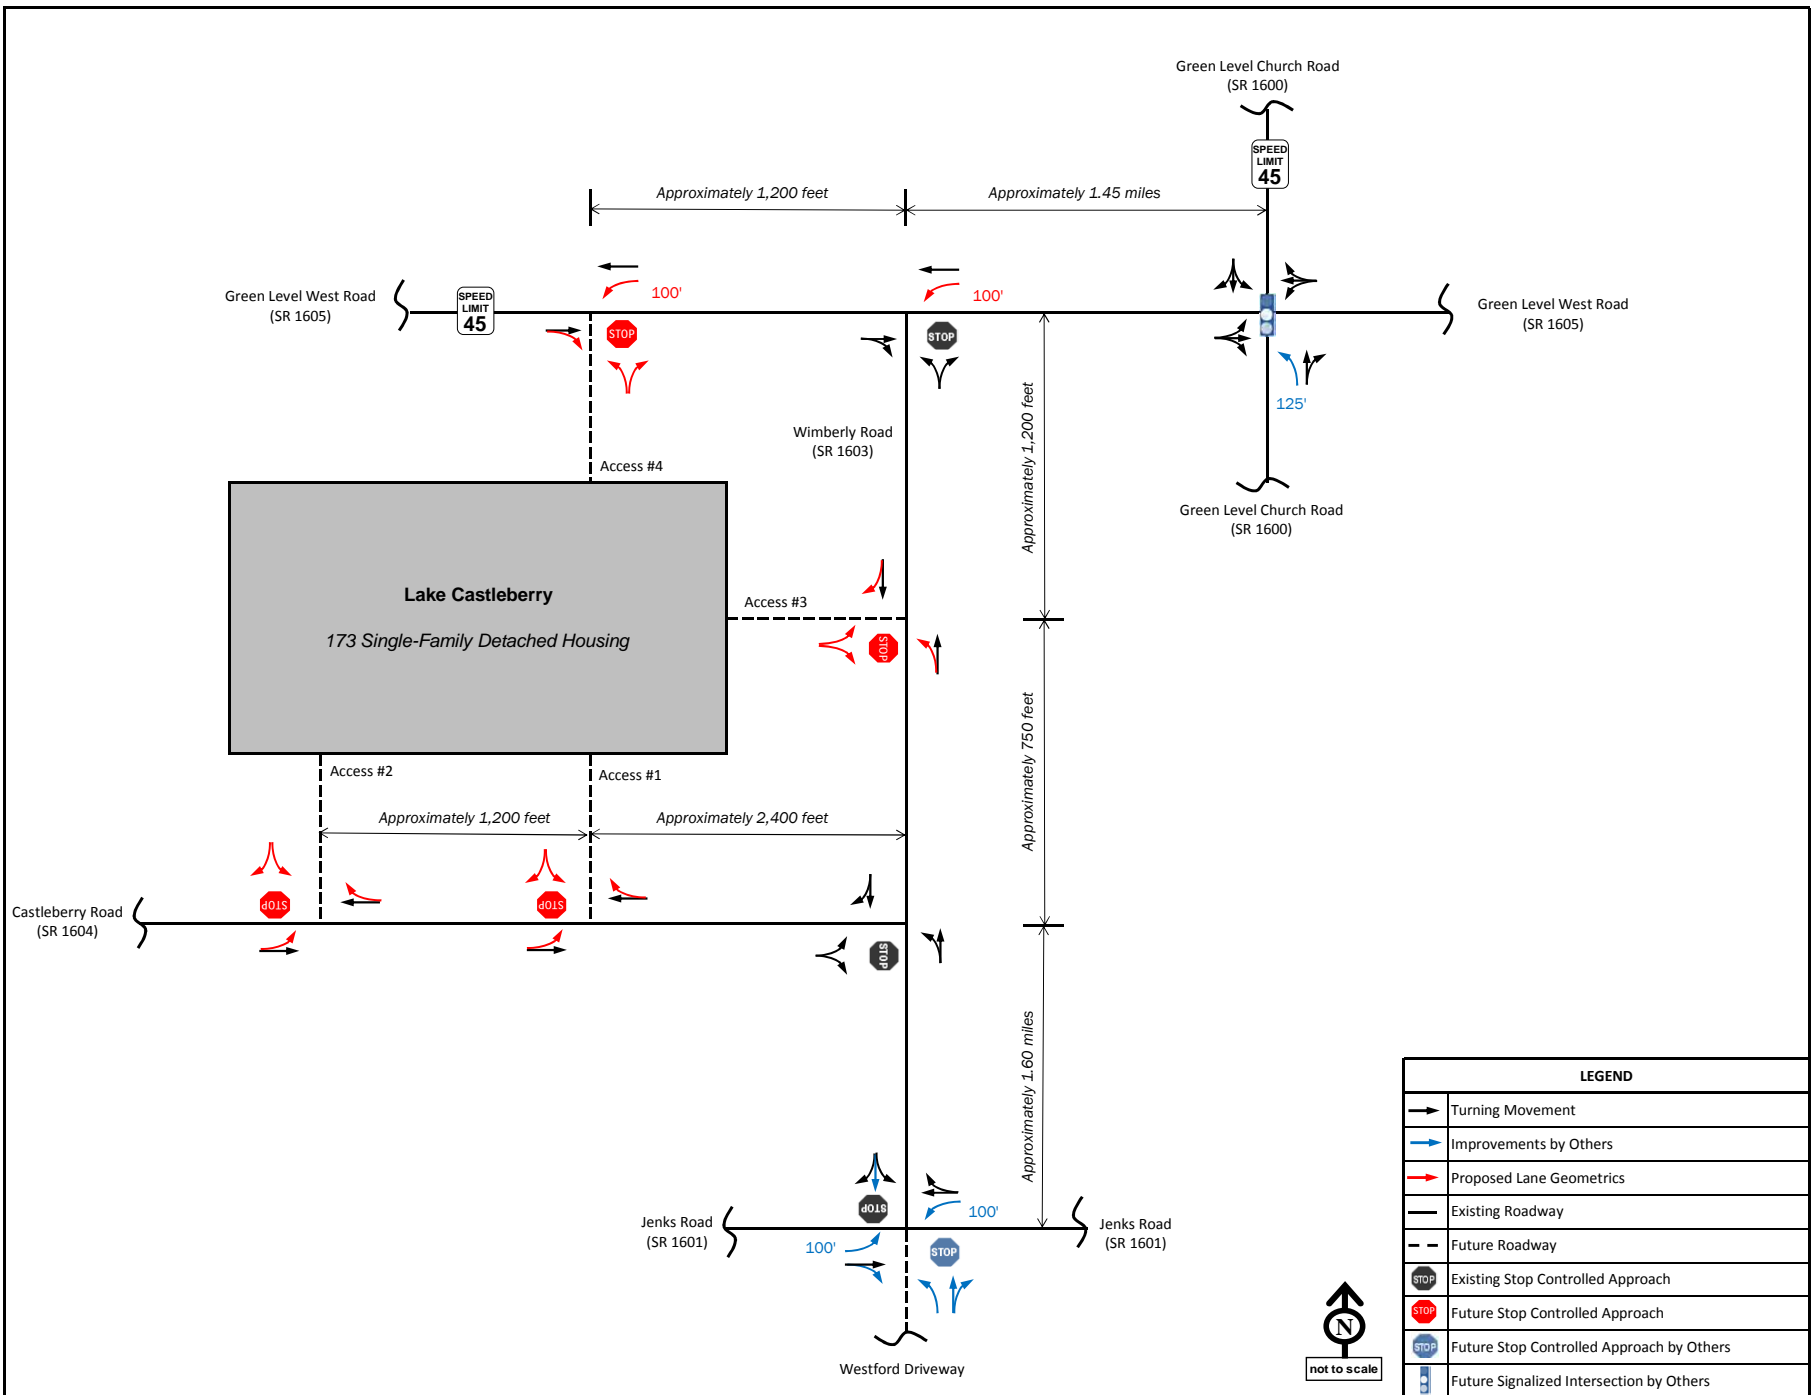 Green Level Church Road
(SR 1600)
SPEED
LIMIT
45
Approximately 1,200 feet
Approximately 1.45 miles
Green Level West Road
(SR 1605)
SPEED
LIMIT
45
100'
STOP
100'
STOP
Green Level West Road
(SR 1605)
125'
Wimberly Road
(SR 1603)
Approximately 1,200 feet
Access #4
Green Level Church Road
(SR 1600)
Lake Castleberry
173 Single-Family Detached Housing
Access #3
STOP
Approximately 750 feet
Access #2
Access #1
Approximately 1,200 feet
Approximately 2,400 feet
STOP
STOP
Castleberry Road
(SR 1604)
STOP
Approximately 1.60 miles
STOP
100'
Jenks Road
(SR 1601)
Jenks Road
(SR 1601)
100'
STOP
Westford Driveway
N
not to scale
LEGEND
Turning Movement
Improvements by Others
Proposed Lane Geometrics
Existing Roadway
Future Roadway
STOP Existing Stop Controlled Approach
STOP Future Stop Controlled Approach
STOP Future Stop Controlled Approach by Others
Future Signalized Intersection by Others